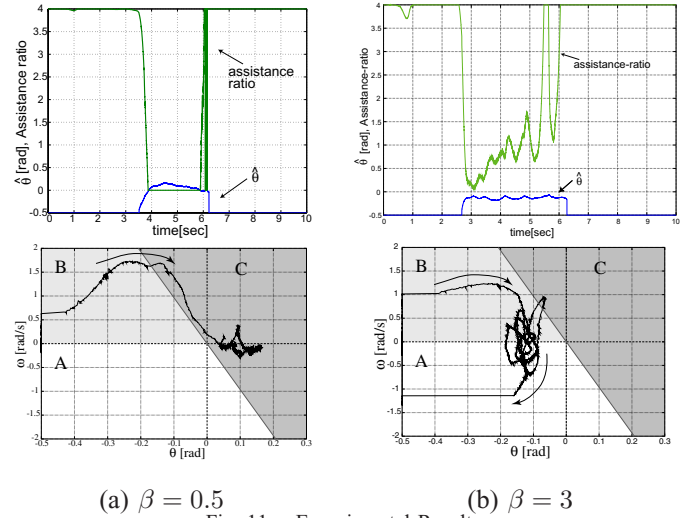 4
3.5
3
2.5
2
1.5
1
0.5
0
-0.5
θ̂ [rad], Assistance ratio
assistance
ratio
θ̂
0 1 2 3 4 5 6 7 8 9 10
time[sec]
4
3.5
3
2.5
2
1.5
1
0.5
0
-0.5
θ̂ [rad], Assistance-ratio
assistance-ratio
θ̂
0 1 2 3 4 5 6 7 8 9 10
time[sec]
2
1.5
1
0.5
0
-0.5
-1
-1.5
-2
ω [rad/s]
B C
A
-0.5 -0.4 -0.3 -0.2 -0.1 0 0.1 0.2 0.3
θ [rad]
2
1.5
1
0.5
0
-0.5
-1
-1.5
-2
ω [rad/s]
B C
A
-0.5 -0.4 -0.3 -0.2 -0.1 0 0.1 0.2 0.3
θ [rad]
(a) β = 0.5
(b) β = 3